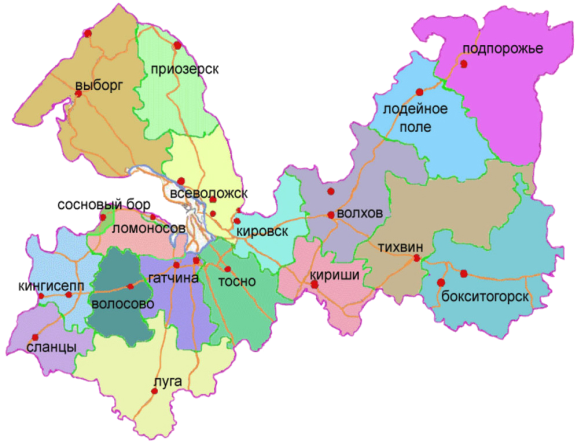 подпорожье
приозерск
выборг
лодейное
поле
всеволожск
сосновый бор
волхов
ломоносов
кировск
тихвин
гатчина
кириши
тосно
кингисепп
бокситогорск
волосово
сланцы
луга